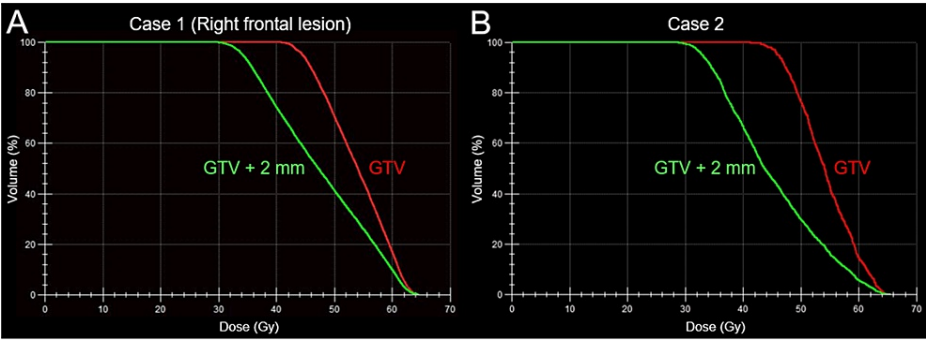 A
Case 1 (Right frontal lesion)
100
80
60
40
20
0
Volume (%)
GTV + 2 mm
GTV
0 10 20 30 40 50 60 70
Dose (Gy)
B
Case 2
100
80
60
40
20
0
Volume (%)
GTV + 2 mm
GTV
0 10 20 30 40 50 60 70
Dose (Gy)